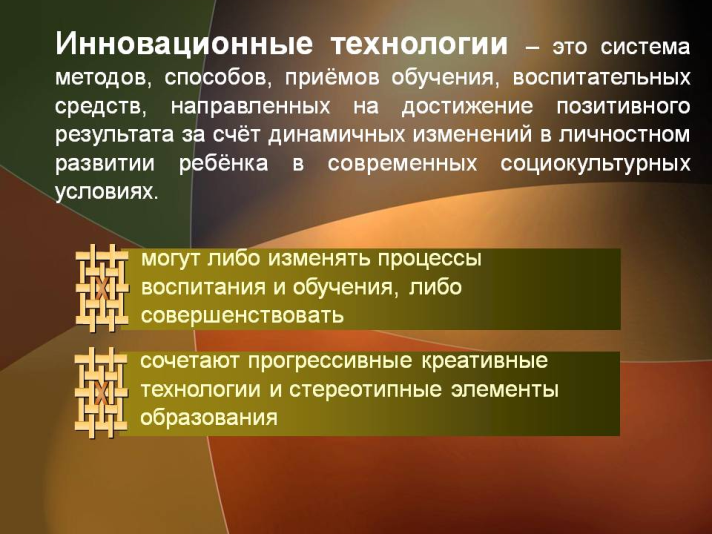 Инновационные технологии – это система
методов, способов, приёмов обучения, воспитательных
средств, направленных на достижение позитивного
результата за счёт динамичных изменений в личностном
развитии ребёнка в современных социокультурных
условиях.
могут либо изменять процессы
воспитания и обучения, либо
совершенствовать
сочетают прогрессивные креативные
технологии и стереотипные элементы
образования